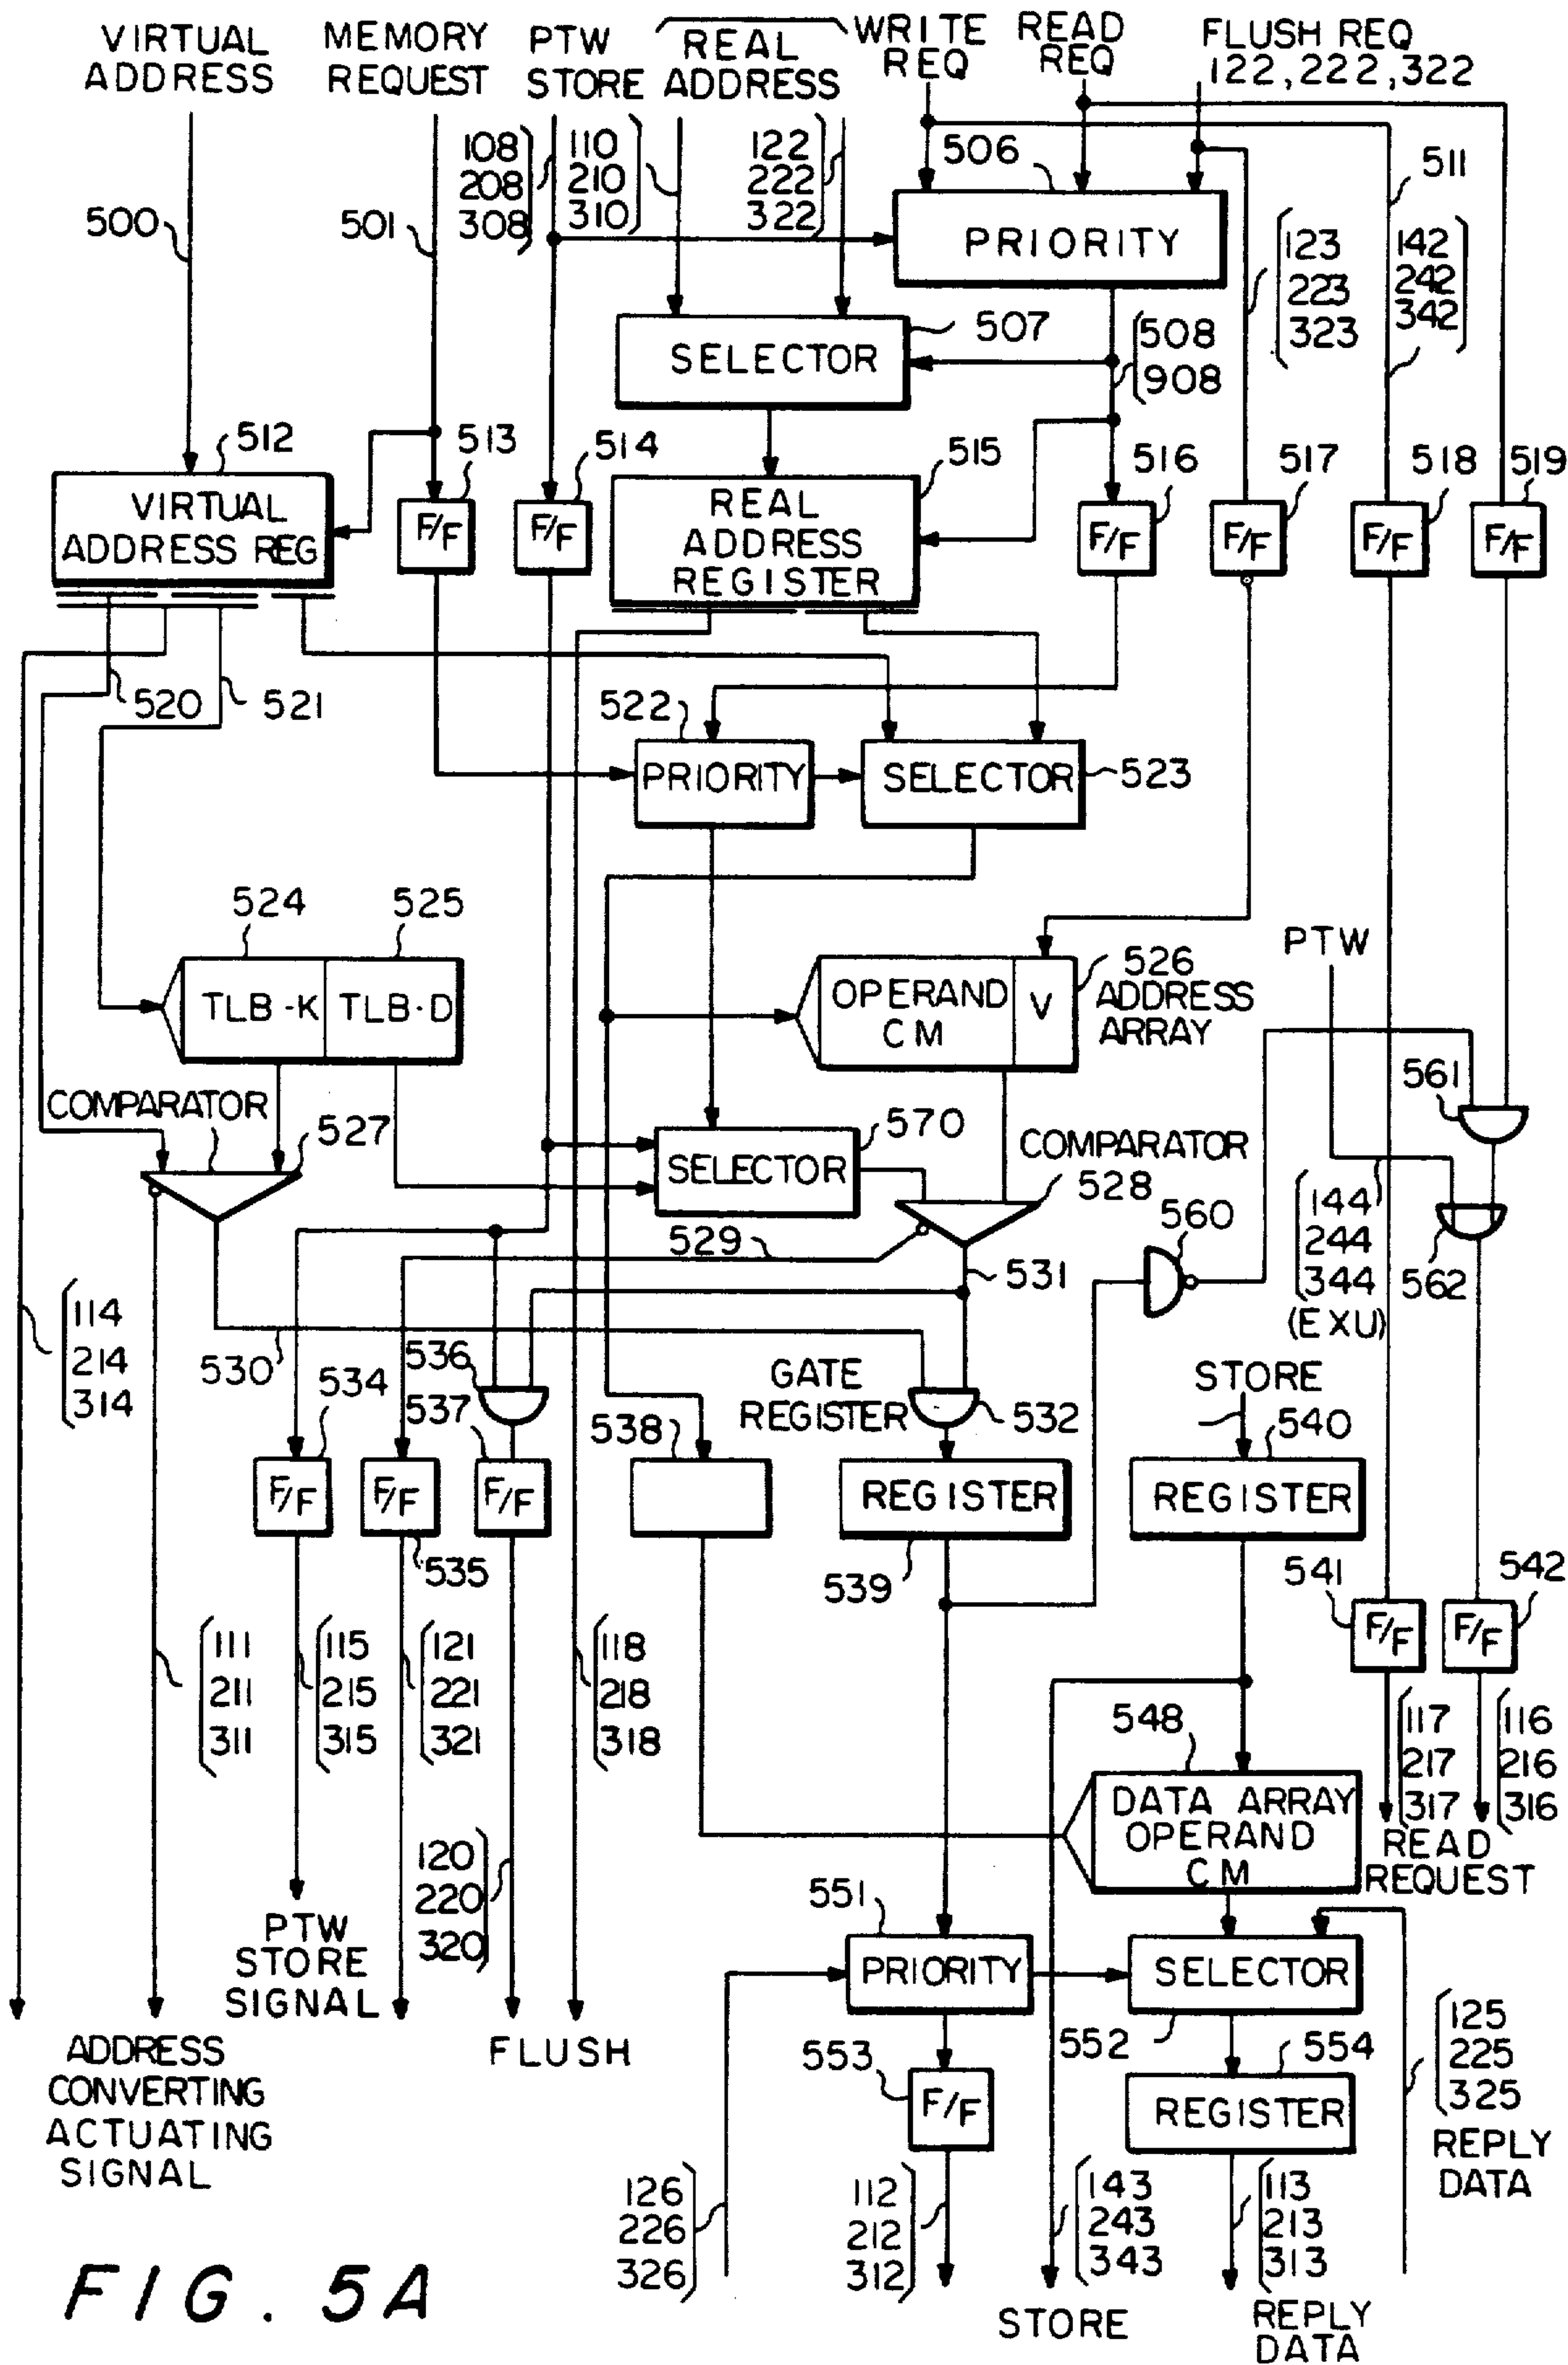 VIRTUAL
ADDRESS
MEMORY
REQUEST
PTW
STORE
REAL
ADDRESS
WRITE
REQ
READ
REQ
FLUSH REQ
122, 222, 322
108
208
308
110
210
310
122
222
322
506
511
500
501
PRIORITY
123
223
323
142
242
342
507
SELECTOR
508
908
512
513
514
515
516
517
518
519
VIRTUAL
ADDRESS REG
F/F
F/F
REAL
ADDRESS
REGISTER
F/F
F/F
F/F
F/F
520
521
522
PRIORITY
SELECTOR
523
524
525
PTW
TLB-K
TLB-D
OPERAND
CM
V
526
ADDRESS
ARRAY
561
COMPARATOR
527
570
SELECTOR
COMPARATOR
528
560
144
244
344
(EXU)
562
529
531
114
214
314
530
534
536
537
GATE
REGISTER
532
STORE
540
538
F/F
F/F
F/F
REGISTER
REGISTER
535
539
541
542
F/F
F/F
111
211
311
115
215
315
121
221
321
118
218
318
548
117
217
317
116
216
316
DATA ARRAY
OPERAND
CM
READ
REQUEST
120
220
320
551
PTW
STORE
SIGNAL
PRIORITY
SELECTOR
125
225
325
ADDRESS
CONVERTING
ACTUATING
SIGNAL
FLUSH
553
552
554
F/F
REGISTER
REPLY
DATA
126
226
326
112
212
312
143
243
343
113
213
313
STORE
REPLY
DATA
FIG. 5A